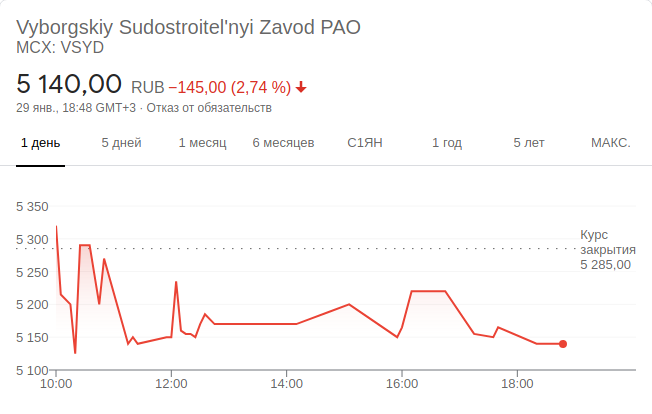 Vyborgskiy Sudostroitel'nyi Zavod PAO
MCX: VSYD
5 140,00 RUB −145,00 (2,74 %)
29 янв., 18:48 GMT+3 · Отказ от обязательств
1 день 5 дней 1 месяц 6 месяцев С1ЯН 1 год 5 лет МАКС.
5 350
5 300
5 250
5 200
5 150
5 100
Курс
закрытия
5 285,00
10:00 12:00 14:00 16:00 18:00